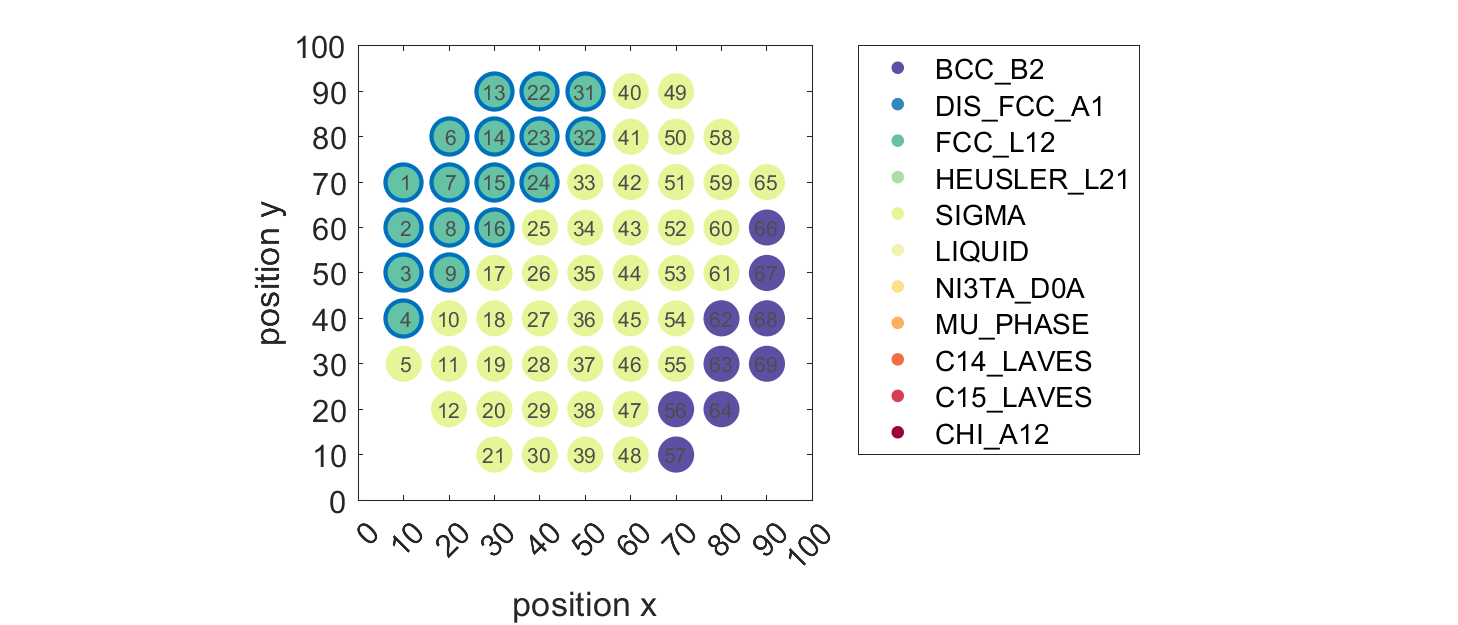 100
90 13 22 31 40 49
80 6 14 23 32 41 50 58
70 1 7 15 24 33 42 51 59 65
60 2 8 16 25 34 43 52 60 66
50 3 9 17 26 35 44 53 61 67
40 4 10 18 27 36 45 54 62 68
30 5 11 19 28 37 46 55 63 69
20 12 20 29 38 47 56 64
10 21 30 39 48 57
0
0 10 20 30 40 50 60 70 80 90 100
position x
position y
BCC_B2
DIS_FCC_A1
FCC_L12
HEUSLER_L21
SIGMA
LIQUID
NI3TA_D0A
MU_PHASE
C14_LAVES
C15_LAVES
CHI_A12